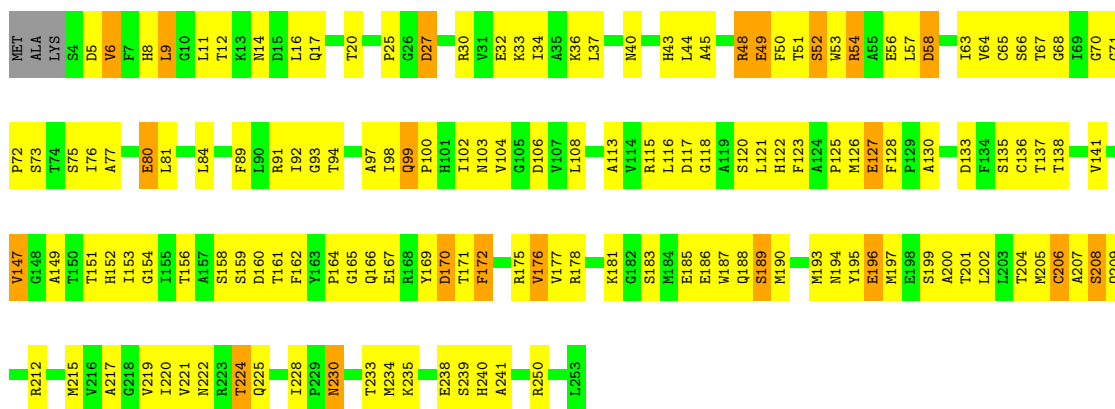 MET ALA LYS S4 D5 V6 F7 H8 L9 G10 L11 T12 K13 N14 D15 L16 Q17 T20 P25 G26 D27 R30 V31 E32 K33 I34 A35 K36 L37 N40 H43 L44 A45 R48 E49 F50 T51 S52 W53 R54 A55 E56 L57 D58 I63 V64 C65 S66 T67 G68 I69 G70
P72 S73 T74 S75 I76 A77 E80 L81 L84 F89 L90 R91 I92 G93 T94 A97 I98 Q99 P100 H101 I102 N103 V104 G105 D106 V107 L108 A113 V114 R115 L116 D117 G118 A119 S120 L121 H122 F123 A124 P125 M126 E127 F128 P129 A130 D133 F134 S135 C136 T137 T138 V141
V147 G148 A149 T150 T151 H152 I153 G154 I155 T156 A157 S158 S159 D160 T161 F162 Y163 P164 G165 Q166 E167 R168 Y169 D170 T171 F172 R175 V176 V177 R178 K181 G182 S183 M184 E185 E186 W187 Q188 S189 M190 M193 N194 Y195 E196 M197 E198 S199 A200 T201 L202 L203 T204 M205 C206 A207 S208
R212 M215 V216 A217 G218 V219 I220 V221 N222 R223 T224 Q225 I228 P229 N230 T233 M234 K235 E238 S239 H240 A241 R250 L253